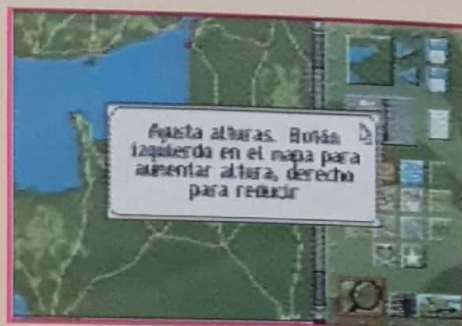 Ajusta alturas. Botón
izquierdo en el mapa para
aumentar altura, derecho
para reducir